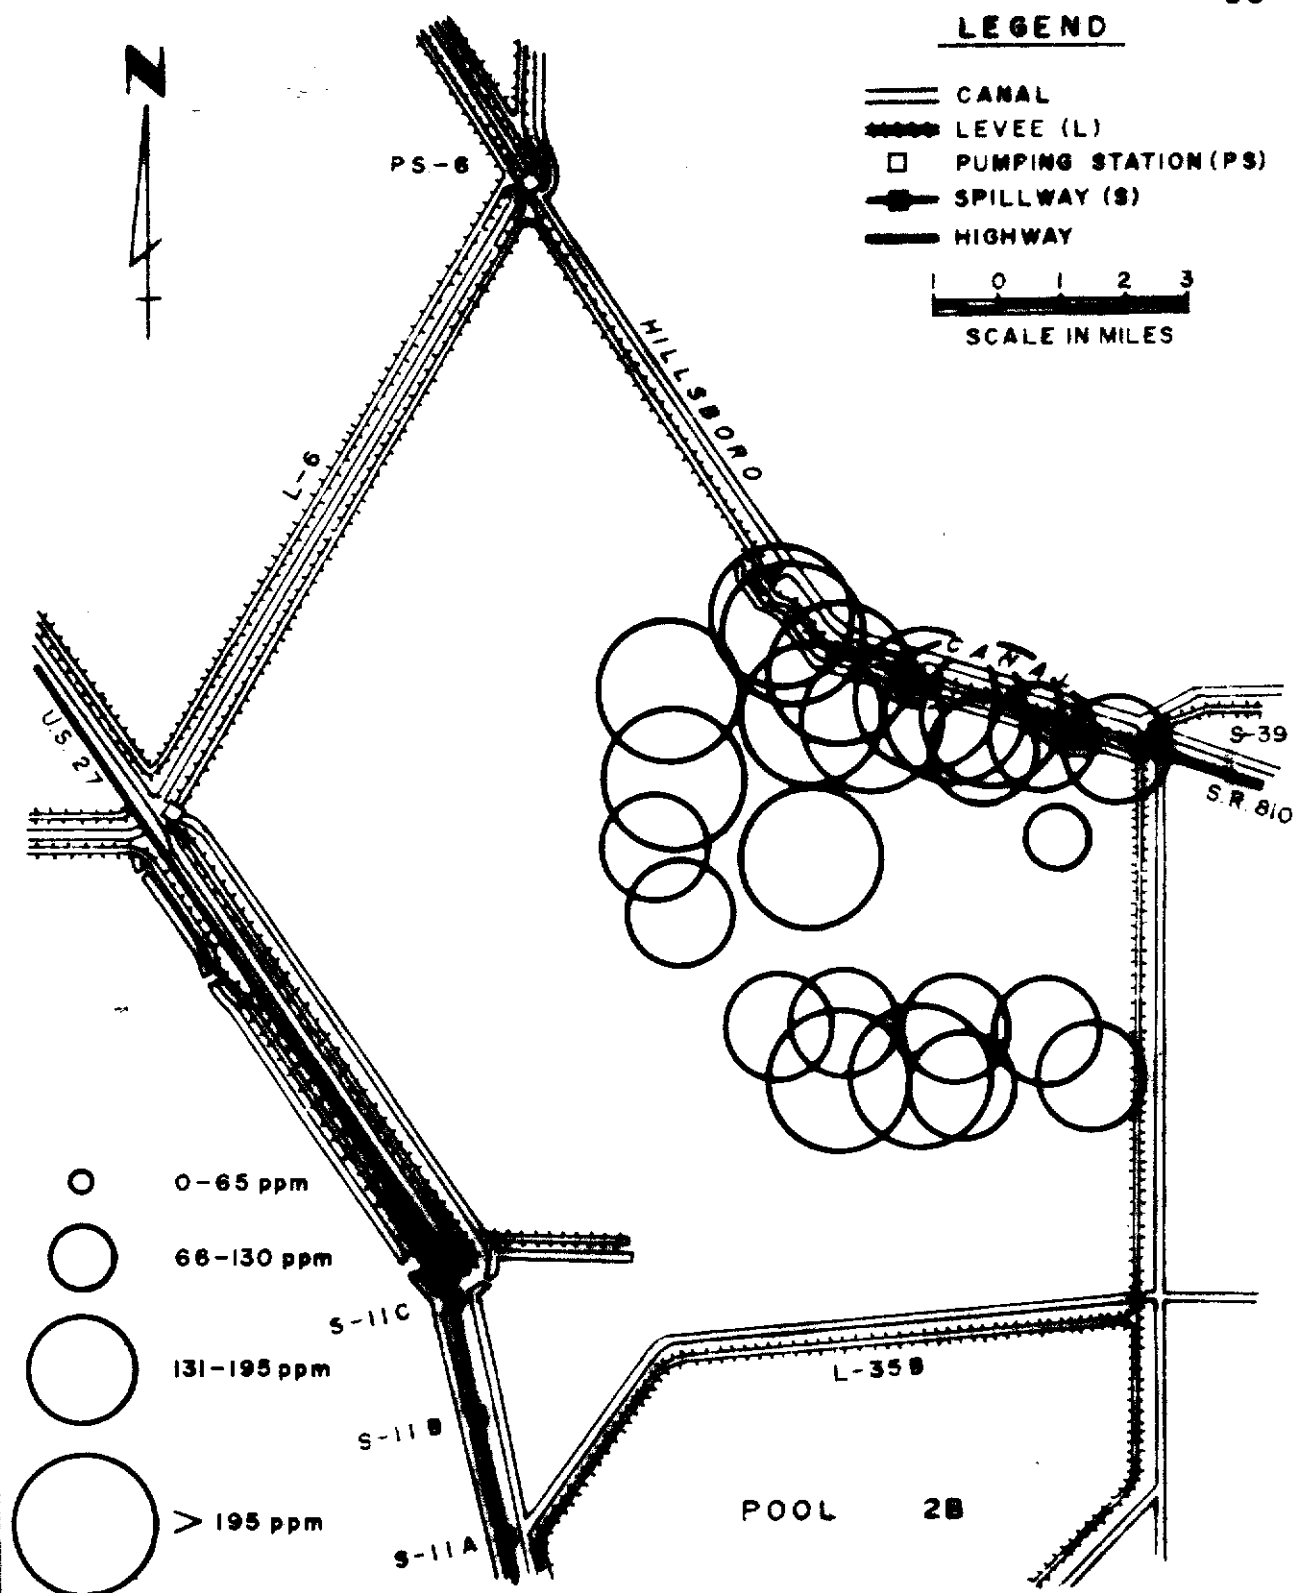 LEGEND
N
CANAL
LEVEE (L)
PUMPING STATION (PS)
SPILLWAY (S)
HIGHWAY
1 0 1 2 3
SCALE IN MILES
PS-6
HILLSBORO
L-6
CANAL
U.S. 27
S-39
S.R. 810
0-65 ppm
66-130 ppm
131-195 ppm
> 195 ppm
S-11C
S-11B
S-11A
L-35B
POOL 2B